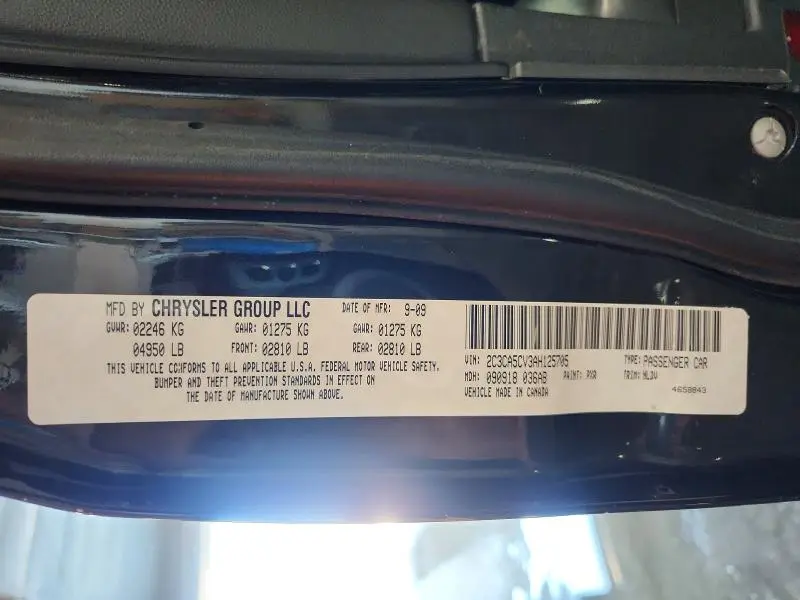 MFD BY CHRYSLER GROUP LLC DATE OF MFR: 9-09
GVWR: 02246 KG GAWR: 01275 KG GAWR: 01275 KG
04950 LB FRONT: 02810 LB REAR: 02810 LB
THIS VEHICLE CONFORMS TO ALL APPLICABLE U.S.A. FEDERAL MOTOR VEHICLE SAFETY.
BUMPER AND THEFT PREVENTION STANDARDS IN EFFECT ON
THE DATE OF MANUFACTURE SHOWN ABOVE.
VIN: 2C3CA5CV3AH125705 TYPE: PASSENGER CAR
MDH: 090918 036AB PAINT: PXR TRIM: MLDV
VEHICLE MADE IN CANADA 4658843